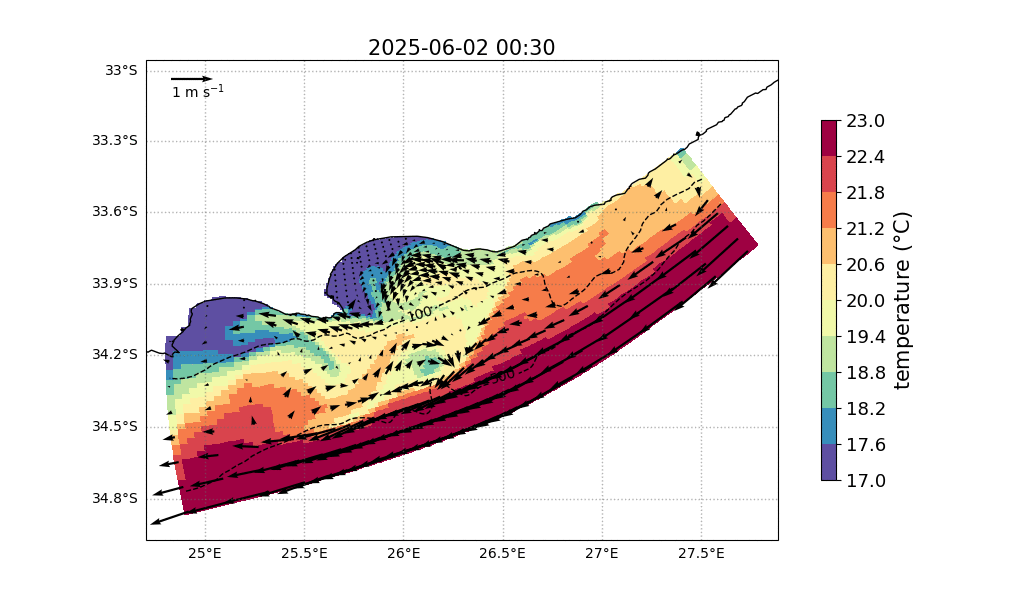 2025-06-02 00:30
33°S
33.3°S
33.6°S
33.9°S
34.2°S
34.5°S
34.8°S
1 m s⁻¹
100
500
25°E
25.5°E
26°E
26.5°E
27°E
27.5°E
23.0
22.4
21.8
21.2
20.6
20.0
19.4
18.8
18.2
17.6
17.0
temperature (°C)